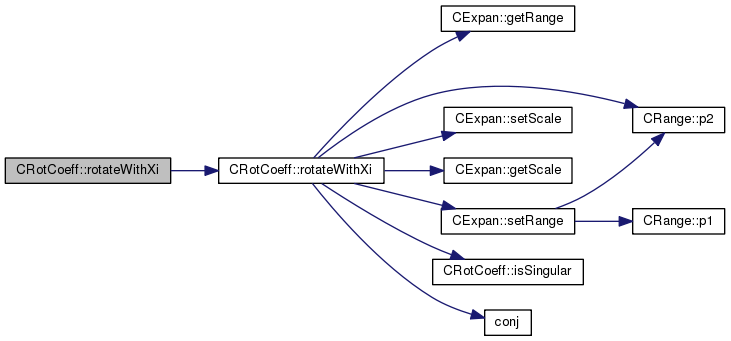 CExpan::getRange
CExpan::setScale
CRange::p2
CRotCoeff::rotateWithXi
CRotCoeff::rotateWithXi
CExpan::getScale
CExpan::setRange
CRange::p1
CRotCoeff::isSingular
conj